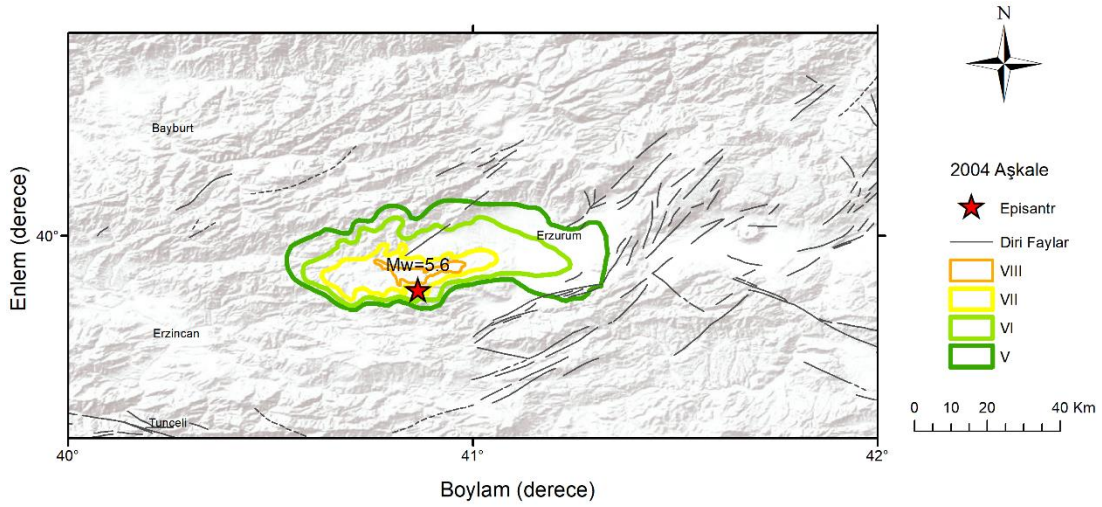 N
Bayburt
Enlem (derece)
40°
Erzurum
Mw=5.6
Erzincan
Tunceli
40°
41°
42°
Boylam (derece)
2004 Aşkale
Episantr
Diri Faylar
VIII
VII
VI
V
0 10 20 40 Km